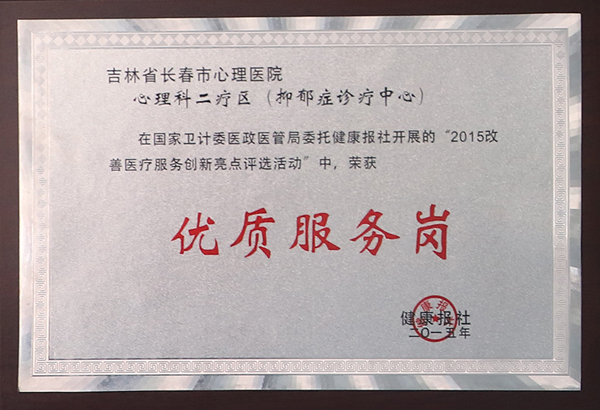 吉林省长春市心理医院
心理科二疗区（抑郁症诊疗中心）
在国家卫计委医政医管局委托健康报社开展的“2015改
善医疗服务创新亮点评选活动”中，荣获
优质服务岗
健康报社
二〇一五年